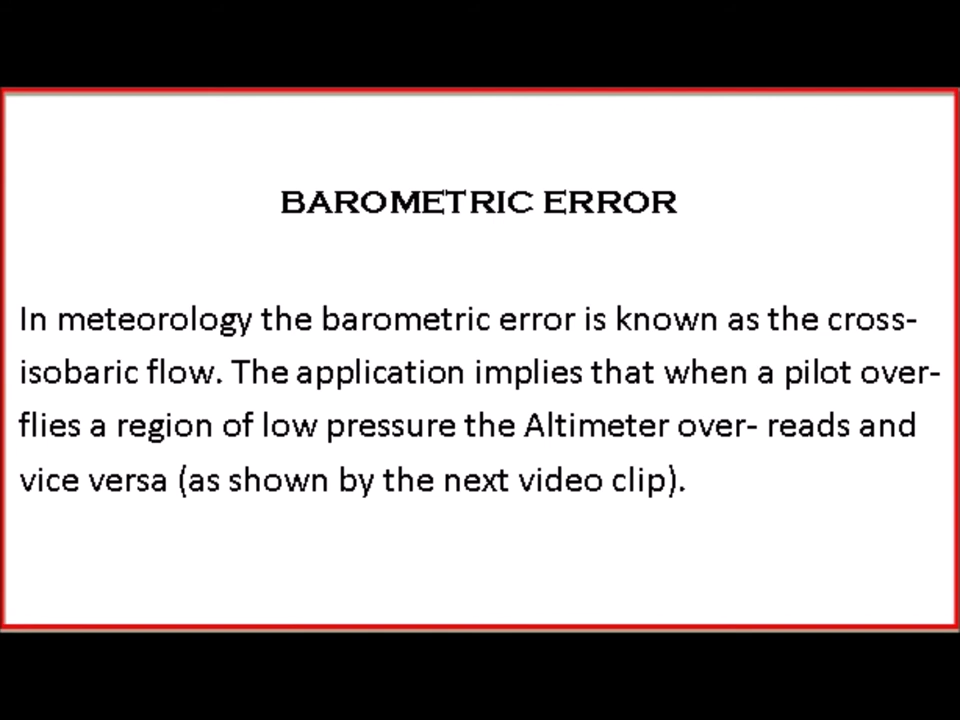 BAROMETRIC ERROR
In meteorology the barometric error is known as the cross-
isobaric flow. The application implies that when a pilot over-
flies a region of low pressure the Altimeter over- reads and
vice versa (as shown by the next video clip).